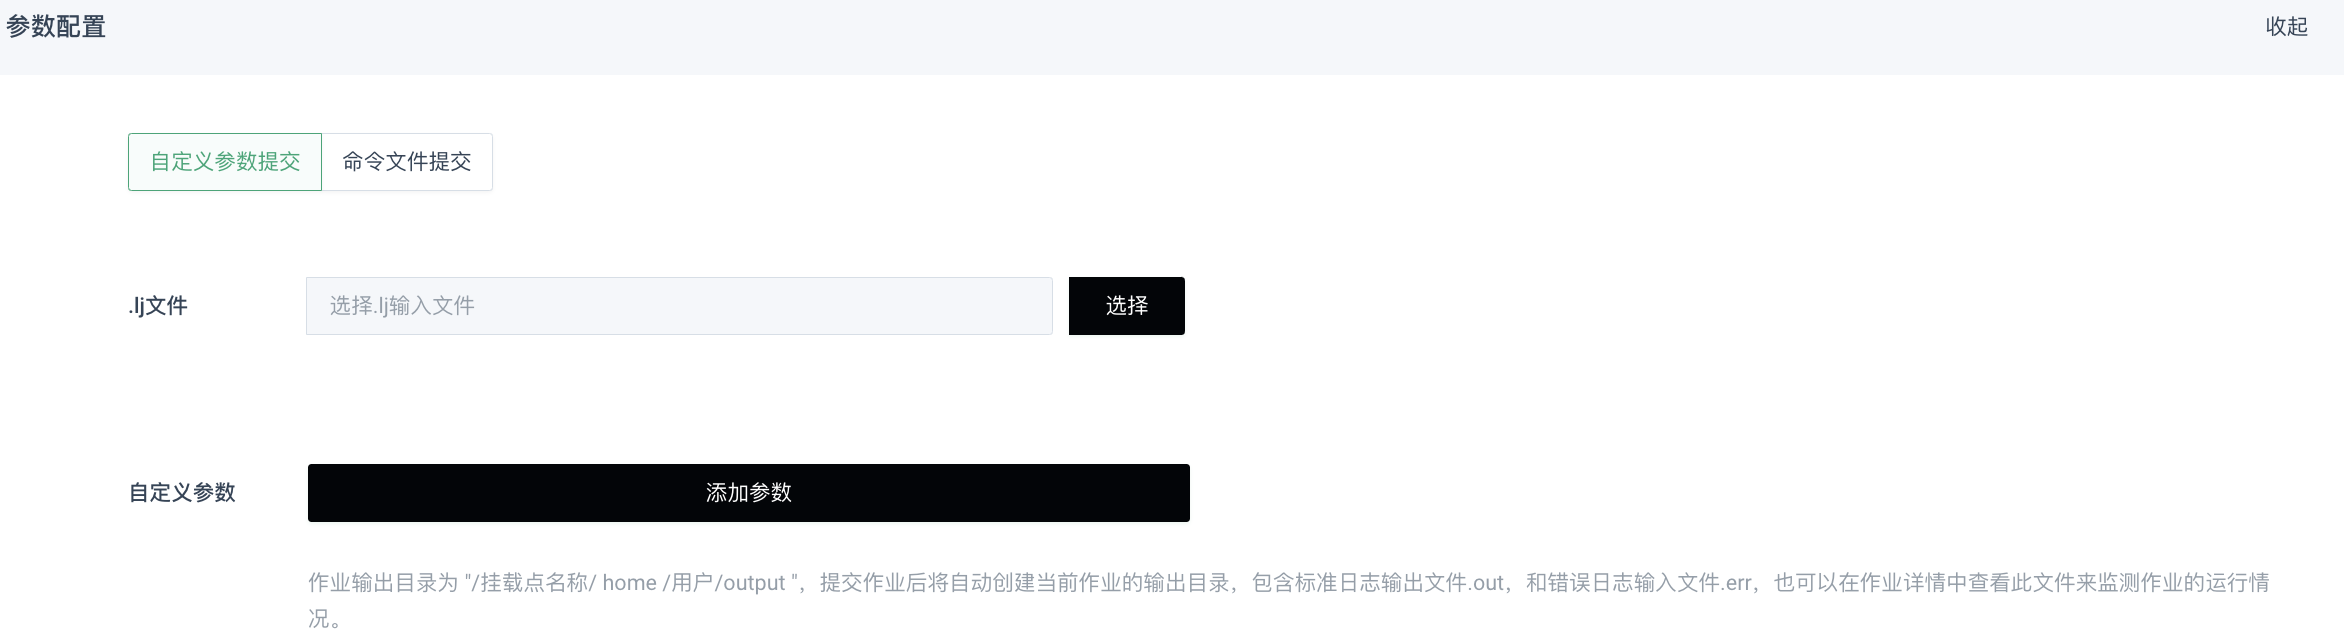 参数配置
收起
自定义参数提交
命令文件提交
.lj文件
选择.lj输入文件
选择
自定义参数
添加参数
作业输出目录为 "/挂载点名称/ home /用户/output "，提交作业后将自动创建当前作业的输出目录，包含标准日志输出文件.out，和错误日志输入文件.err，也可以在作业详情中查看此文件来监测作业的运行情
况。